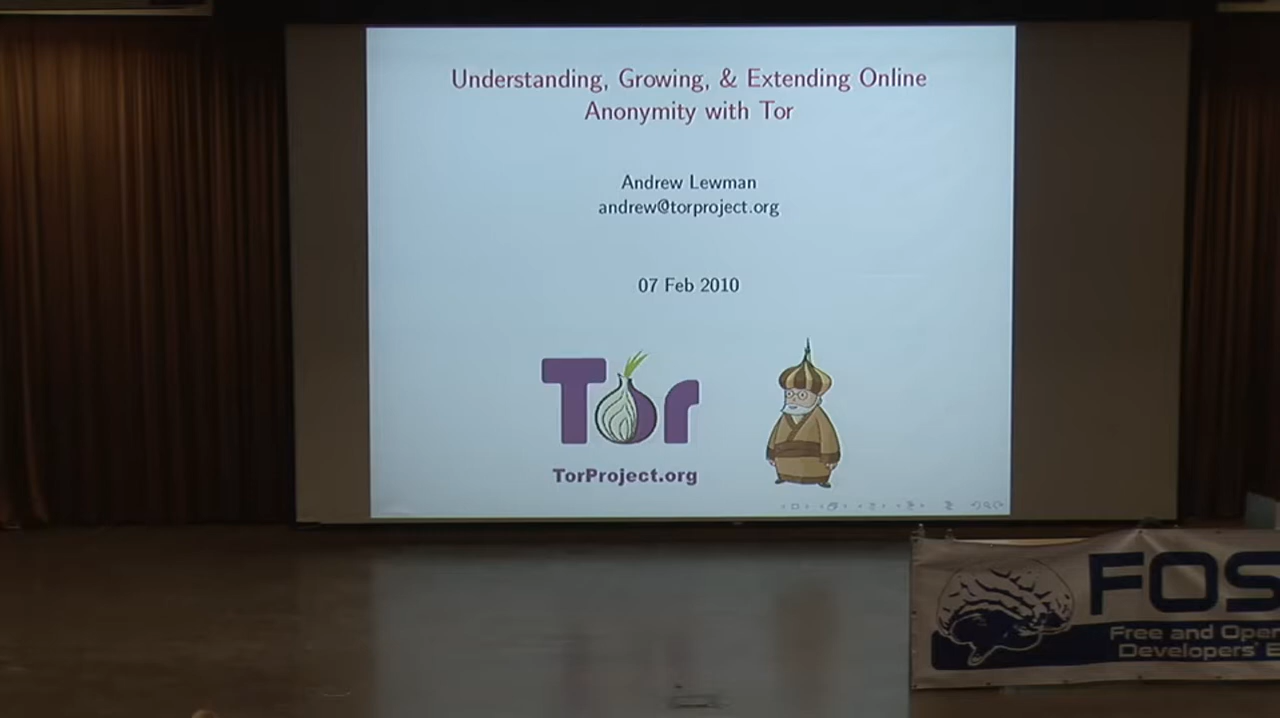 Understanding, Growing, & Extending Online
Anonymity with Tor
Andrew Lewman
andrew@torproject.org
07 Feb 2010
Tor
TorProject.org
FOS
Free and Open
Developers' E